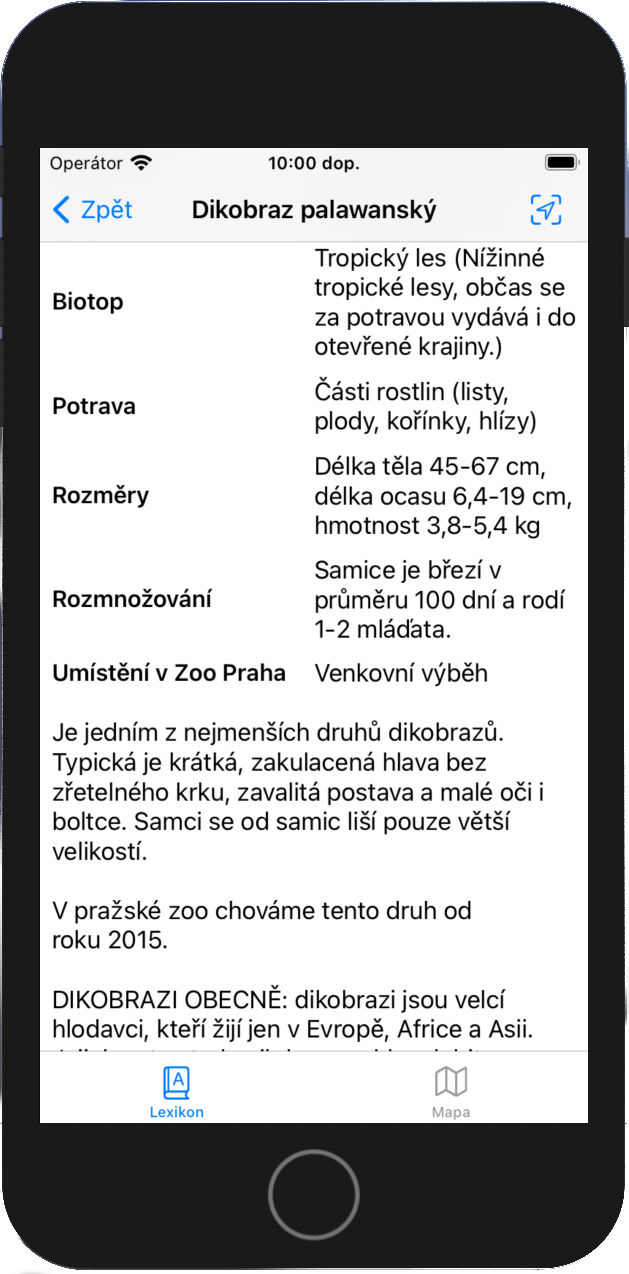 Operátor
10:00 dop.
Zpět
Dikobraz palawanský
Biotop
Tropický les (Nížinné
tropické lesy, občas se
za potravou vydává i do
otevřené krajiny.)
Potrava
Části rostlin (listy,
plody, kořínky, hlízy)
Rozměry
Délka těla 45-67 cm,
délka ocasu 6,4-19 cm,
hmotnost 3,8-5,4 kg
Rozmnožování
Samice je březí v
průměru 100 dní a rodí
1-2 mláďata.
Umístění v Zoo Praha
Venkovní výběh
Je jedním z nejmenších druhů dikobrazů.
Typická je krátká, zakulacená hlava bez
zřetelného krku, zavalitá postava a malé oči i
boltce. Samci se od samic liší pouze větší
velikostí.
V pražské zoo chováme tento druh od
roku 2015.
DIKOBRAZI OBECNĚ: dikobrazi jsou velcí
hlodavci, kteří žijí jen v Evropě, Africe a Asii.
A
Lexikon
Mapa